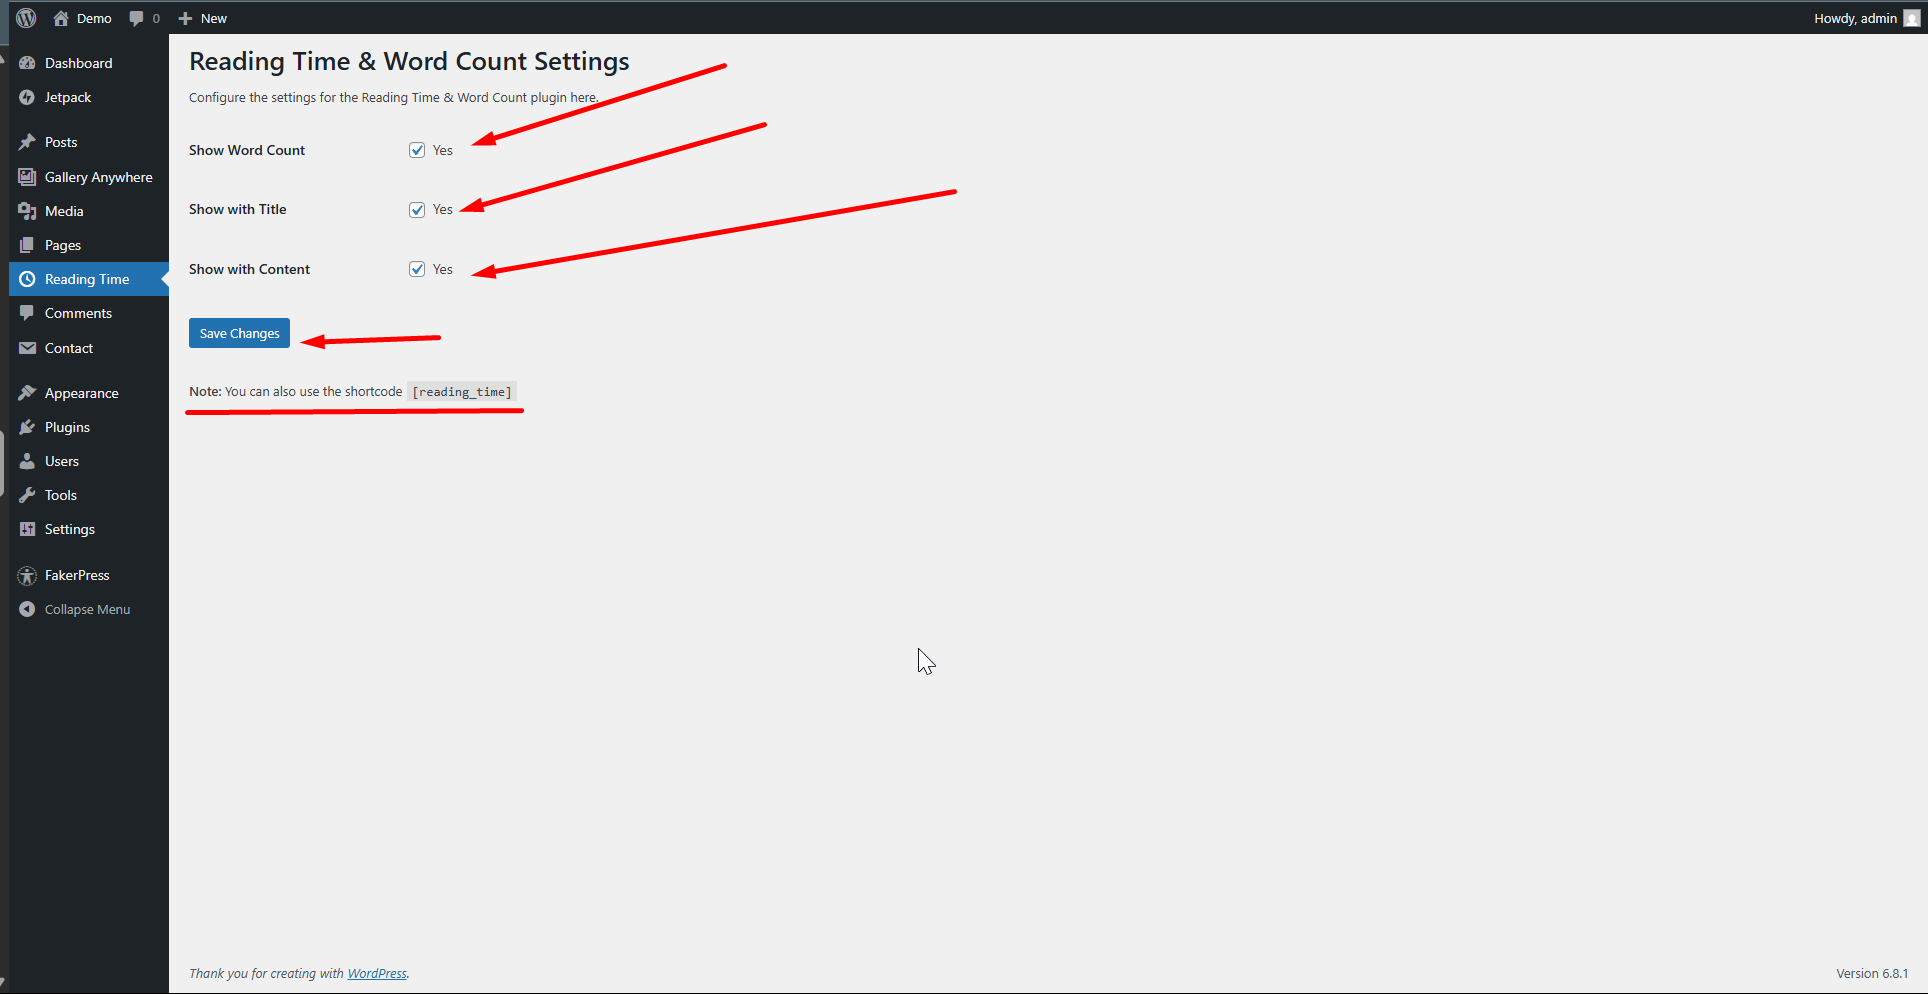 Demo 0 New Howdy, admin
Dashboard
Jetpack
Posts
Gallery Anywhere
Media
Pages
Reading Time
Comments
Contact
Appearance
Plugins
Users
Tools
Settings
FakerPress
Collapse Menu
Reading Time & Word Count Settings
Configure the settings for the Reading Time & Word Count plugin here.
Show Word Count Yes
Show with Title Yes
Show with Content Yes
Save Changes
Note: You can also use the shortcode [reading_time]
Thank you for creating with WordPress. Version 6.8.1